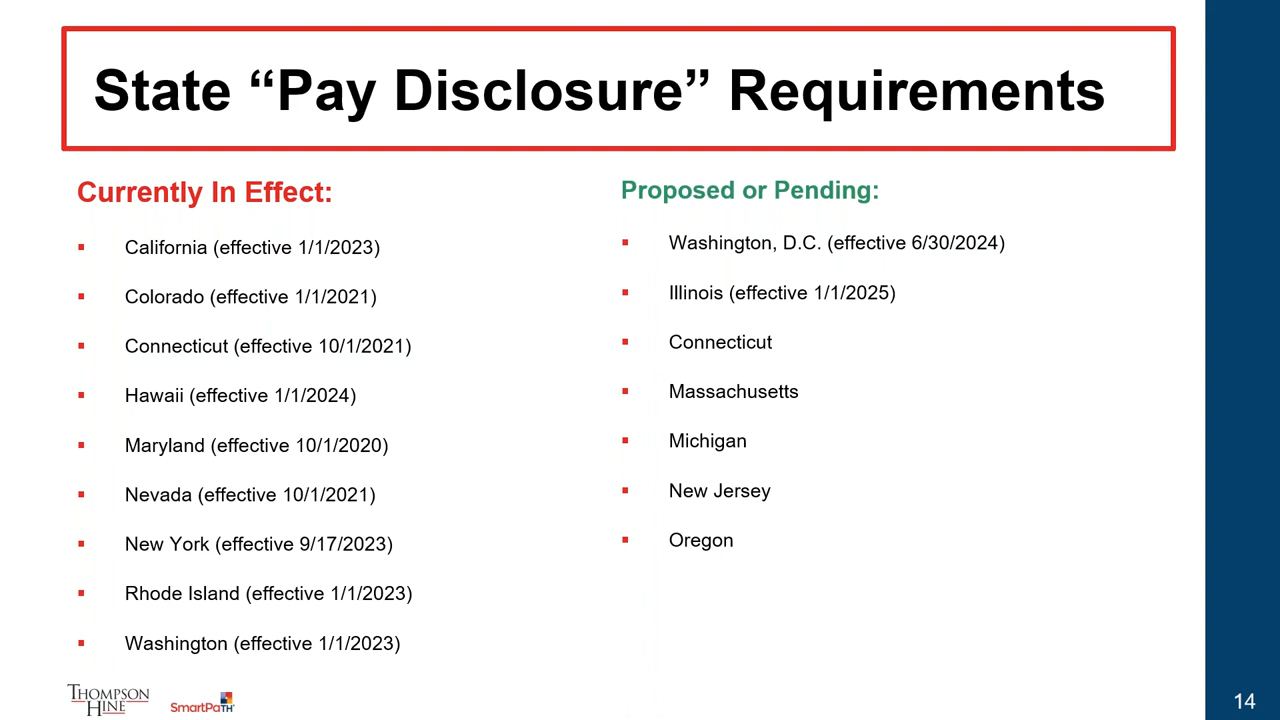 State “Pay Disclosure” Requirements
Currently In Effect:
▪ California (effective 1/1/2023)
▪ Colorado (effective 1/1/2021)
▪ Connecticut (effective 10/1/2021)
▪ Hawaii (effective 1/1/2024)
▪ Maryland (effective 10/1/2020)
▪ Nevada (effective 10/1/2021)
▪ New York (effective 9/17/2023)
▪ Rhode Island (effective 1/1/2023)
▪ Washington (effective 1/1/2023)
Proposed or Pending:
▪ Washington, D.C. (effective 6/30/2024)
▪ Illinois (effective 1/1/2025)
▪ Connecticut
▪ Massachusetts
▪ Michigan
▪ New Jersey
▪ Oregon
THOMPSON
HINE
SmartPaTH
14